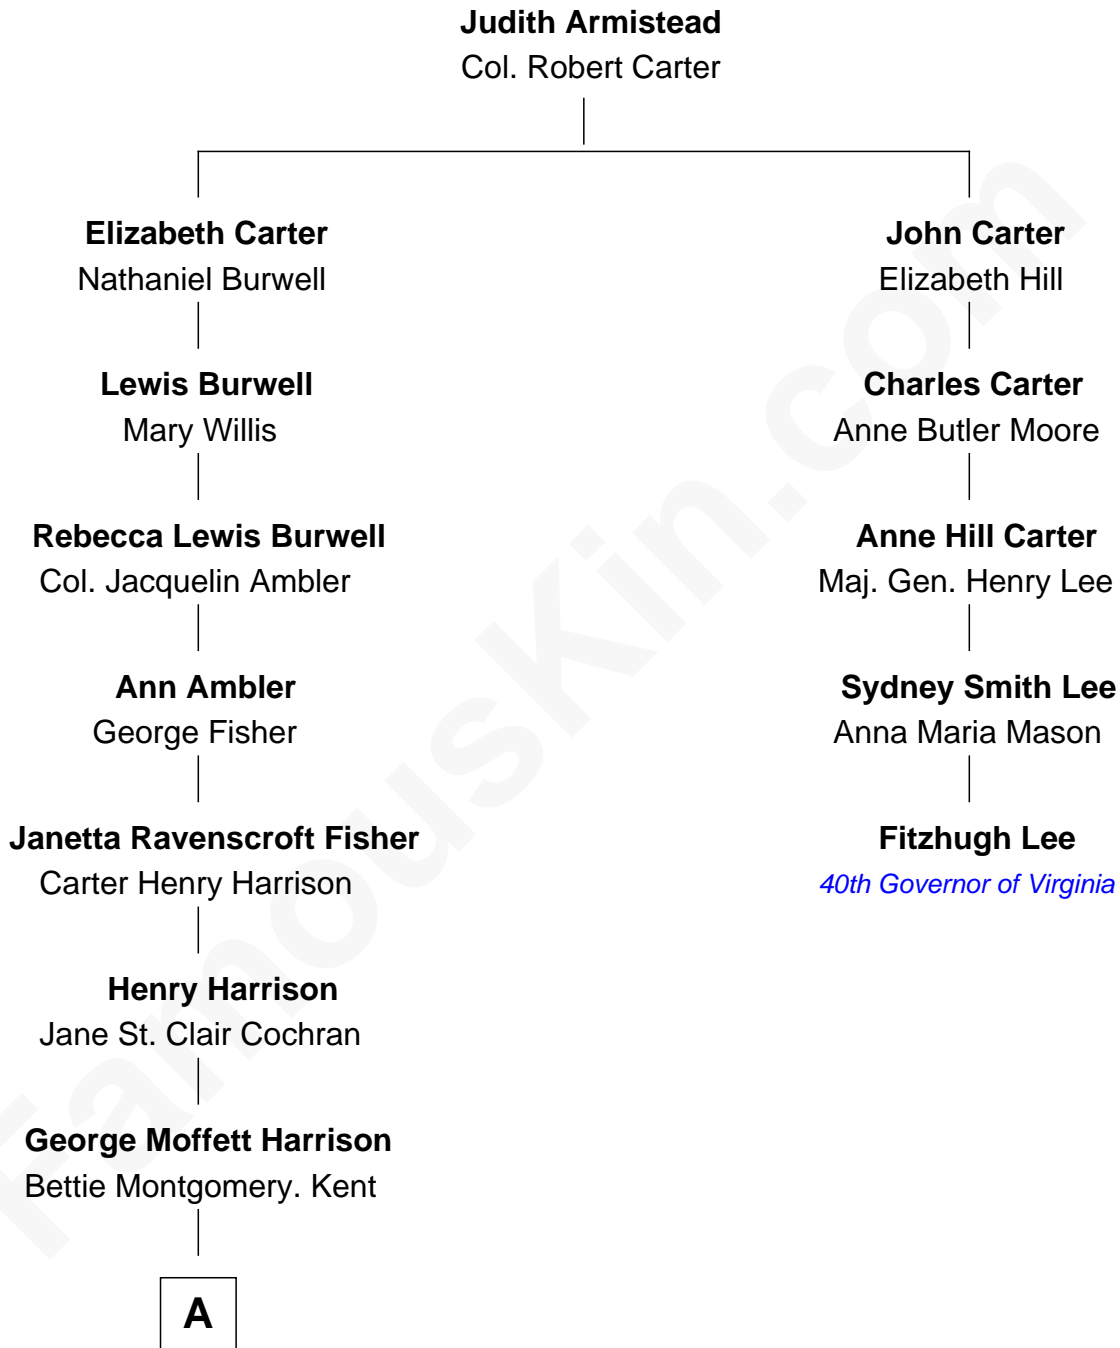 Judith Armistead
Col. Robert Carter
Elizabeth Carter
Nathaniel Burwell
John Carter
Elizabeth Hill
Lewis Burwell
Mary Willis
Charles Carter
Anne Butler Moore
Rebecca Lewis Burwell
Col. Jacquelin Ambler
Anne Hill Carter
Maj. Gen. Henry Lee
Ann Ambler
George Fisher
Sydney Smith Lee
Anna Maria Mason
Janetta Ravenscroft Fisher
Carter Henry Harrison
Fitzhugh Lee
40th Governor of Virginia
Henry Harrison
Jane St. Clair Cochran
George Moffett Harrison
Bettie Montgomery. Kent
A
FamousKin.com